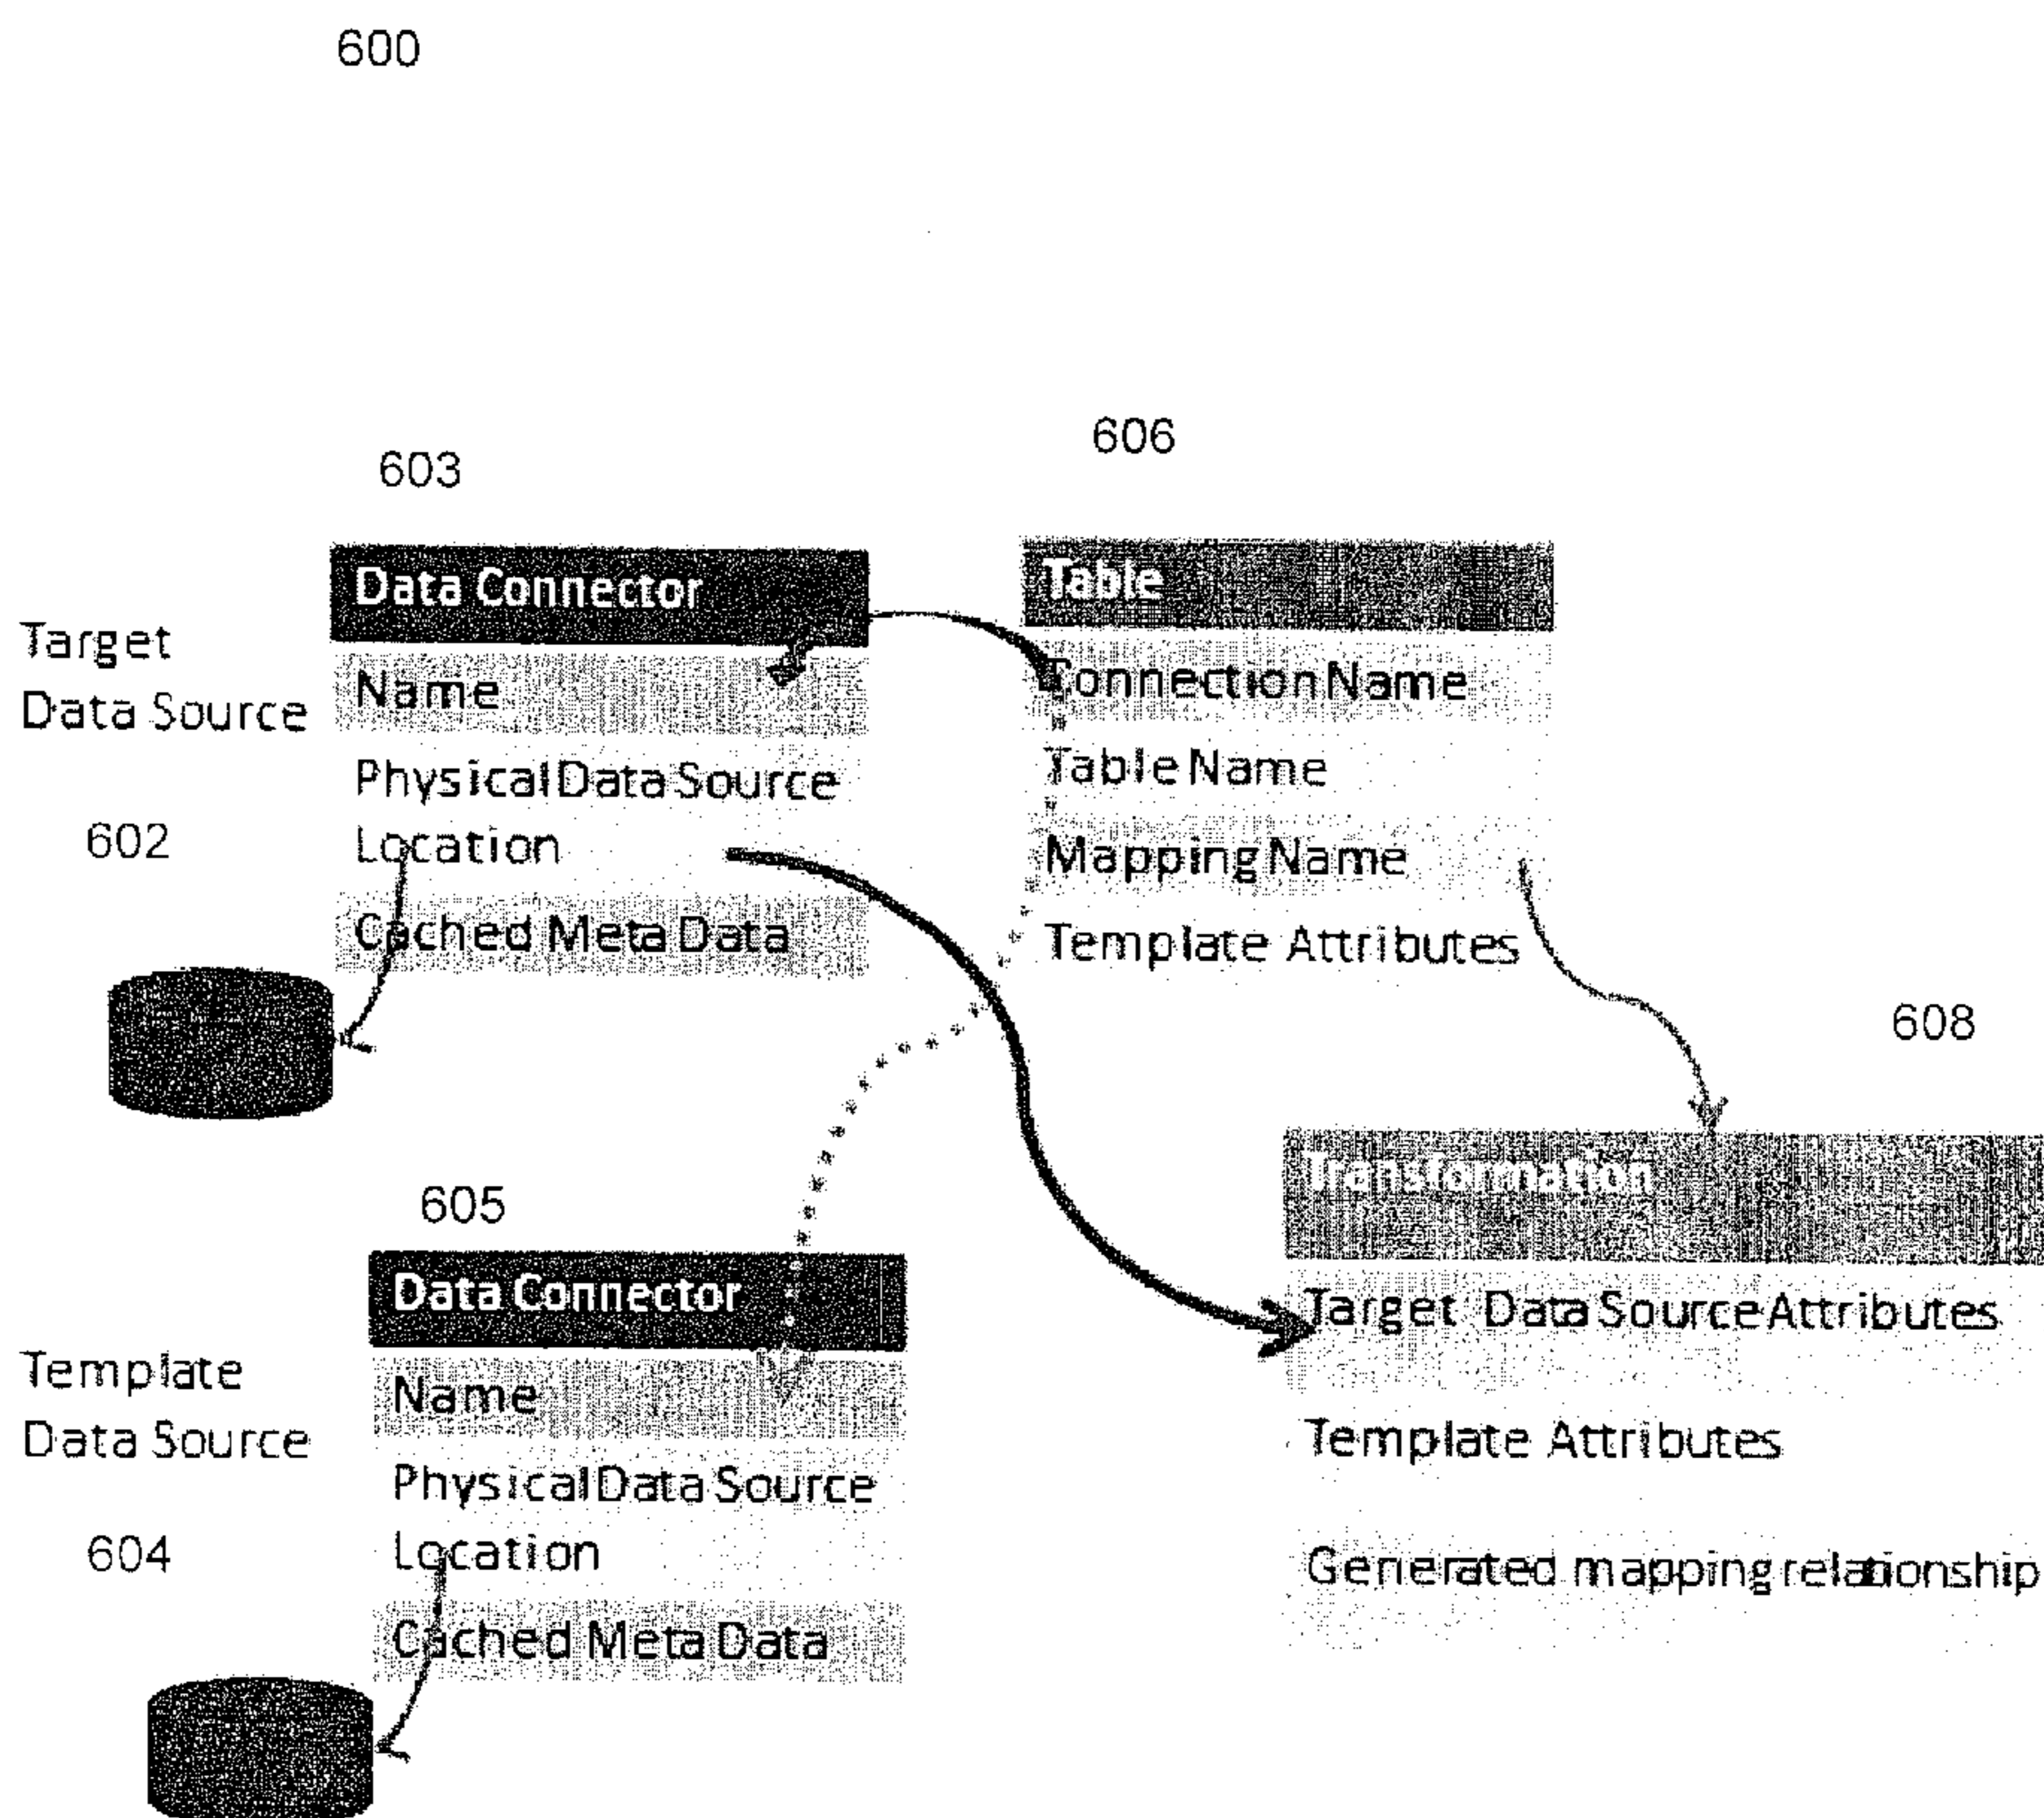 600
603
606
Data Connector
Table
Target
Data Source
Name
Connection Name
Physical Data Source
Location
Table Name
602
Mapping Name
Cached Meta Data
Template Attributes
608
605
Transformation
Data Connector
Target Data Source Attributes
Template
Data Source
Name
Template Attributes
Physical Data Source
Location
604
Generated mapping relationship
Cached Meta Data